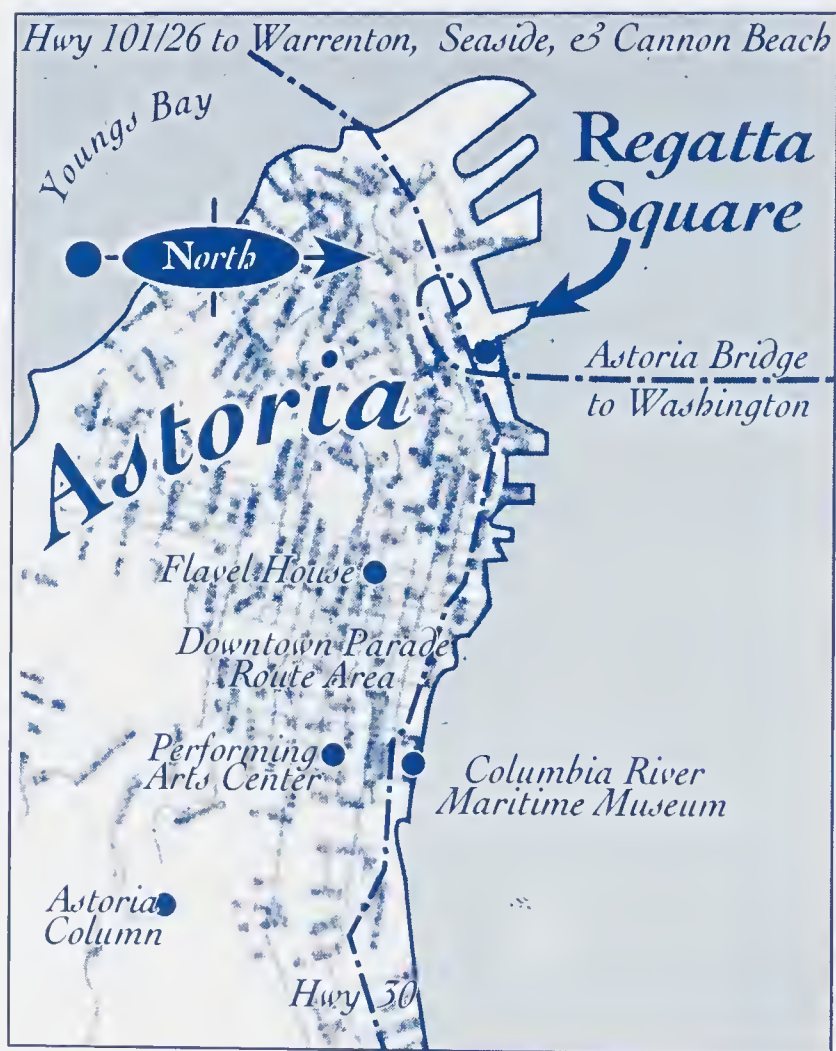 Hwy 101/26 to Warrenton, Seaside, & Cannon Beach
Youngs Bay
Regatta
Square
North
Astoria Bridge
to Washington
Astoria
Flavel House
Downtown Parade
Route Area
Performing
Arts Center
Columbia River
Maritime Museum
Astoria
Column
Hwy 30